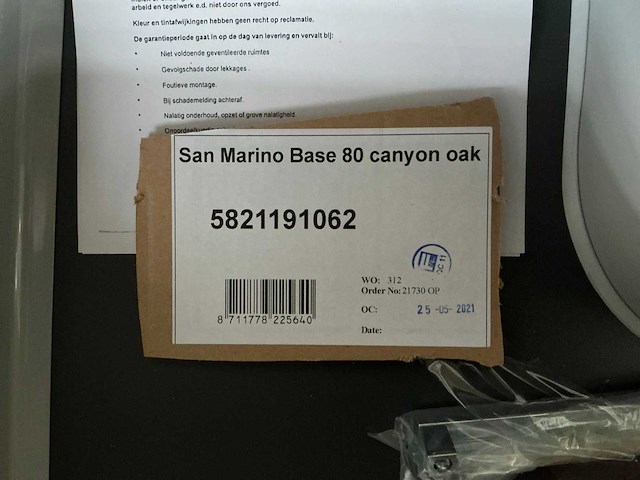 arbeid en tegelwerk e.d. niet door ons vergoed.
Kleur en tintafwijkingen hebben geen recht op reclamatie.
De garantieperiode gaat in op de dag van levering en vervalt bij:
• Niet voldoende geventileerde ruimtes
• Gevolgschade door lekkages .
• Foutieve montage.
• Bij schademelding achteraf.
• Nalatig onderhoud, opzet of grove nalatigheid.
San Marino Base 80 canyon oak
5821191062
WO: 312
Order No: 21730 OP
OC: 25-05-2021
Date:
8 711778 225640